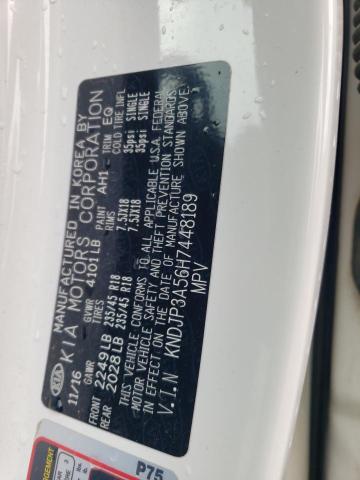 KIA
MANUFACTURED IN KOREA BY
KIA MOTORS CORPORATION
11/16 GVWR 4101LB PAINT AH1 TRIM EQ
GAWR TIRES RIMS COLD TIRE INFL
FRONT 2249LB 235/45 R18 7.5JX18 35psi SINGLE
REAR 2028LB 235/45 R18 7.5JX18 35psi SINGLE
THIS VEHICLE CONFORMS TO ALL APPLICABLE U.S.A. FEDERAL
MOTOR VEHICLE SAFETY AND THEFT PREVENTION STANDARDS
IN EFFECT ON THE DATE OF MANUFACTURE SHOWN ABOVE.
V.I.N KNDJP3A56H7448189
MPV
P75